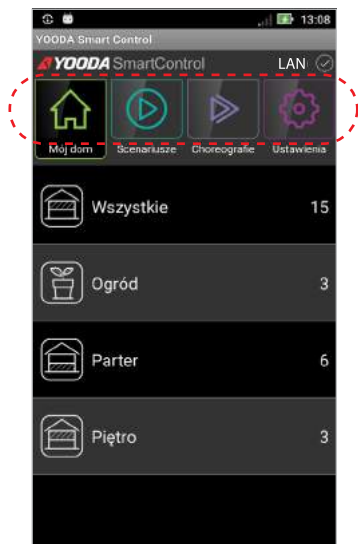 13:08
YOODA Smart Control
YOODA SmartControl LAN
Mój dom Scenariusze Choreografie Ustawienia
Wszystkie 15
Ogród 3
Parter 6
Piętro 3